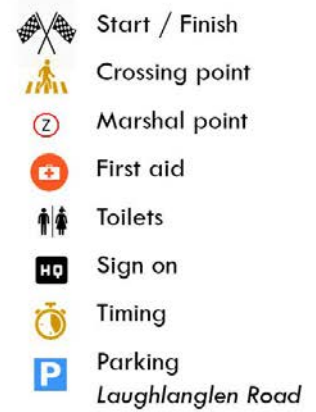 Start / Finish
Crossing point
Z Marshal point
First aid
Toilets
HQ Sign on
Timing
P Parking
Laughlanglen Road